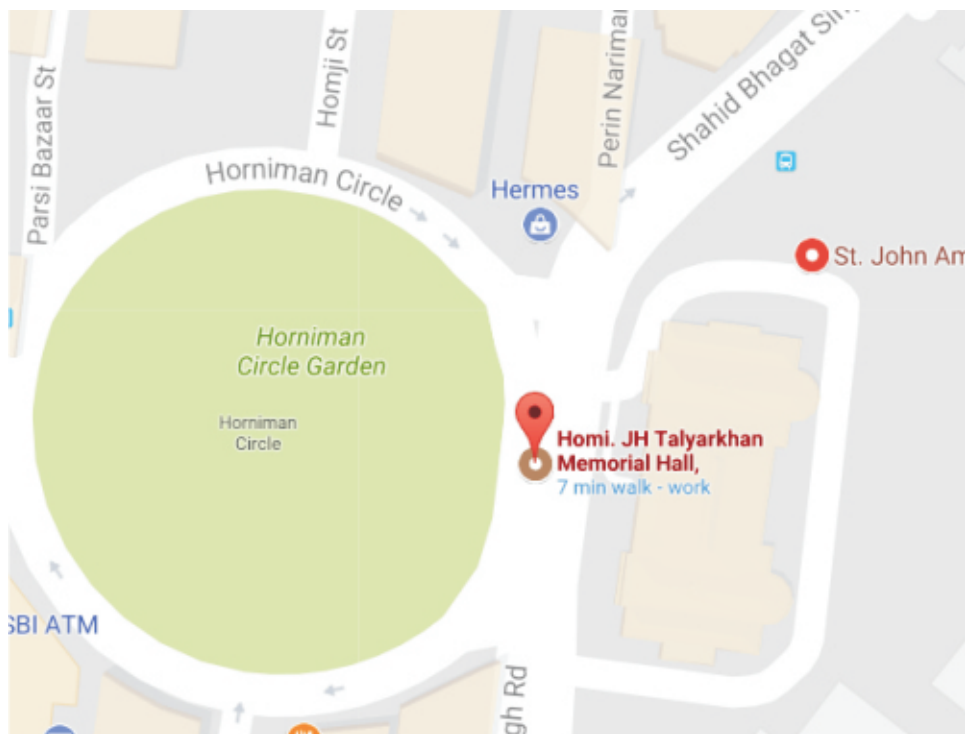 Parsi Bazaar St
Homji St
Perin Nariman
Shahid Bhagat
Horniman Circle
Hermes
St. John Am
Horniman
Circle Garden
Horniman
Circle
Homi. JH Talyarkhan
Memorial Hall,
7 min walk - work
SBI ATM
gh Rd